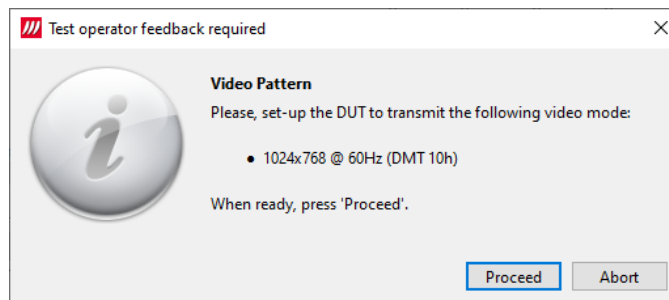 Test operator feedback required
Video Pattern
Please, set-up the DUT to transmit the following video mode:
● 1024x768 @ 60Hz (DMT 10h)
When ready, press 'Proceed'.
Proceed Abort